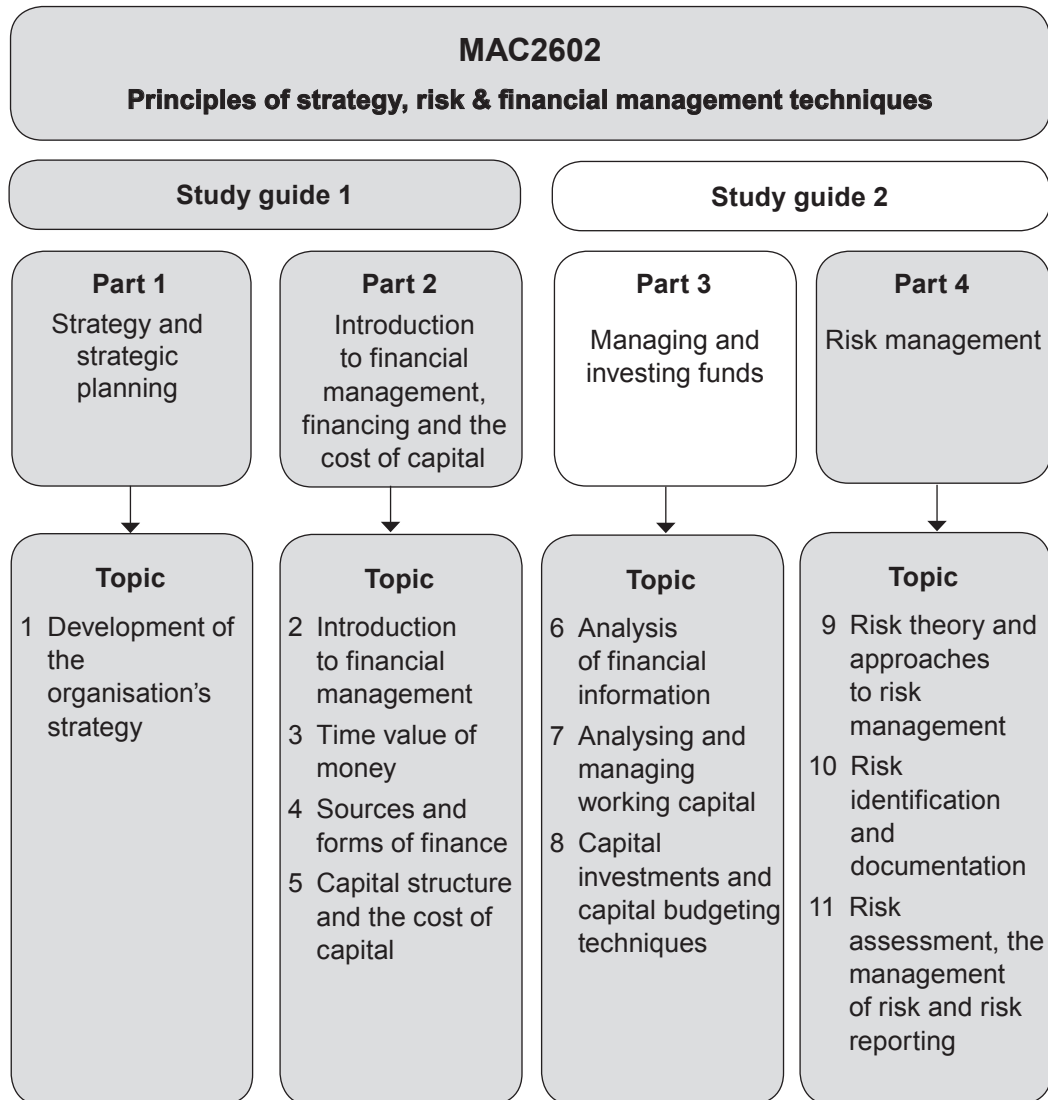 MAC2602
Principles of strategy, risk & financial management techniques
Study guide 1
Study guide 2
Part 1
Strategy and
strategic
planning
Part 2
Introduction
to financial
management,
financing and the
cost of capital
Part 3
Managing and
investing funds
Part 4
Risk management
Topic
1 Development of
the
organisation’s
strategy
Topic
2 Introduction
to financial
management
3 Time value of
money
4 Sources and
forms of finance
5 Capital structure
and the cost of
capital
Topic
6 Analysis
of financial
information
7 Analysing and
managing
working capital
8 Capital
investments and
capital budgeting
techniques
Topic
9 Risk theory and
approaches
to risk
management
10 Risk
identification
and
documentation
11 Risk
assessment, the
management
of risk and risk
reporting